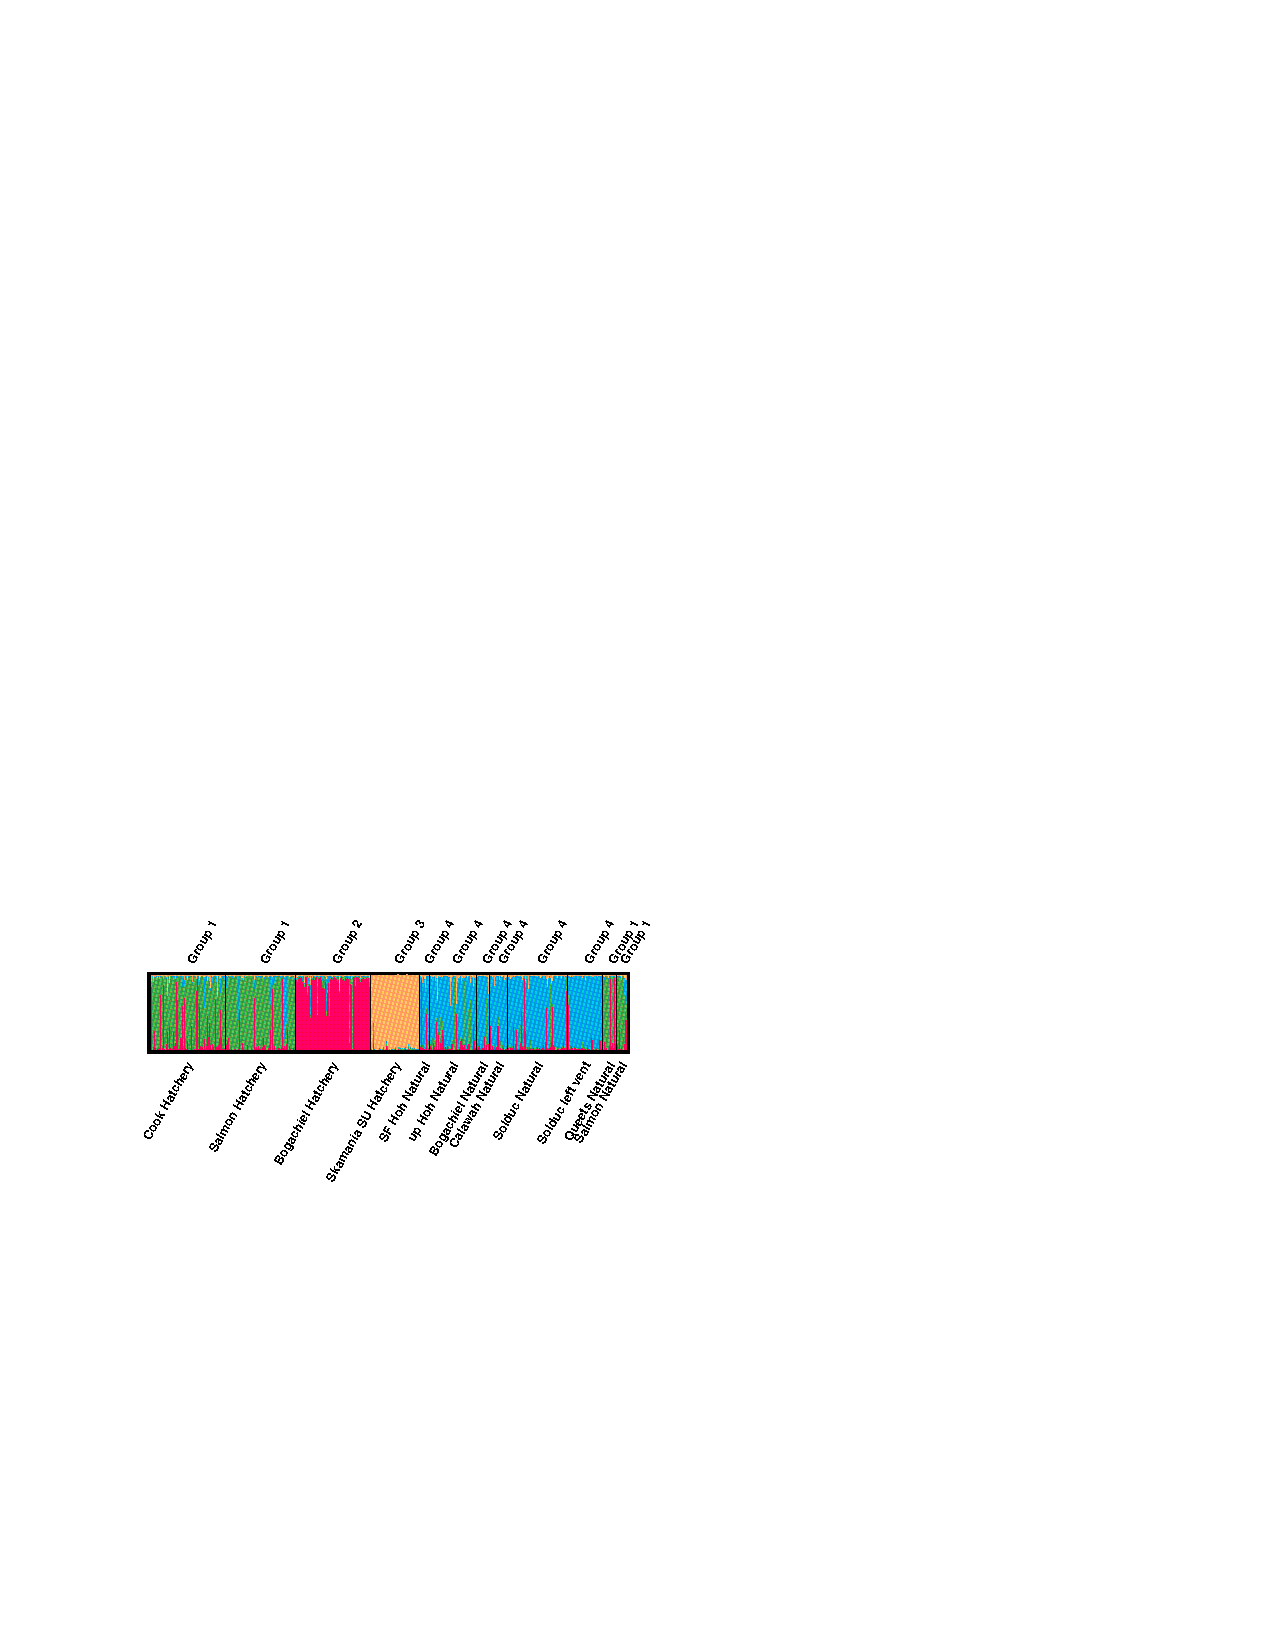 Group 1
Group 1
Group 2
Group 3
Group 4
Group 4
Group 4
Group 4
Group 4
Group 4
Group 1
Group 1
Cook Hatchery
Salmon Hatchery
Bogachiel Hatchery
Skamania SU Hatchery
SF Hoh Natural
up Hoh Natural
Bogachiel Natural
Calawah Natural
Solduc Natural
Solduc left vent
Queets Natural
Salmon Natural